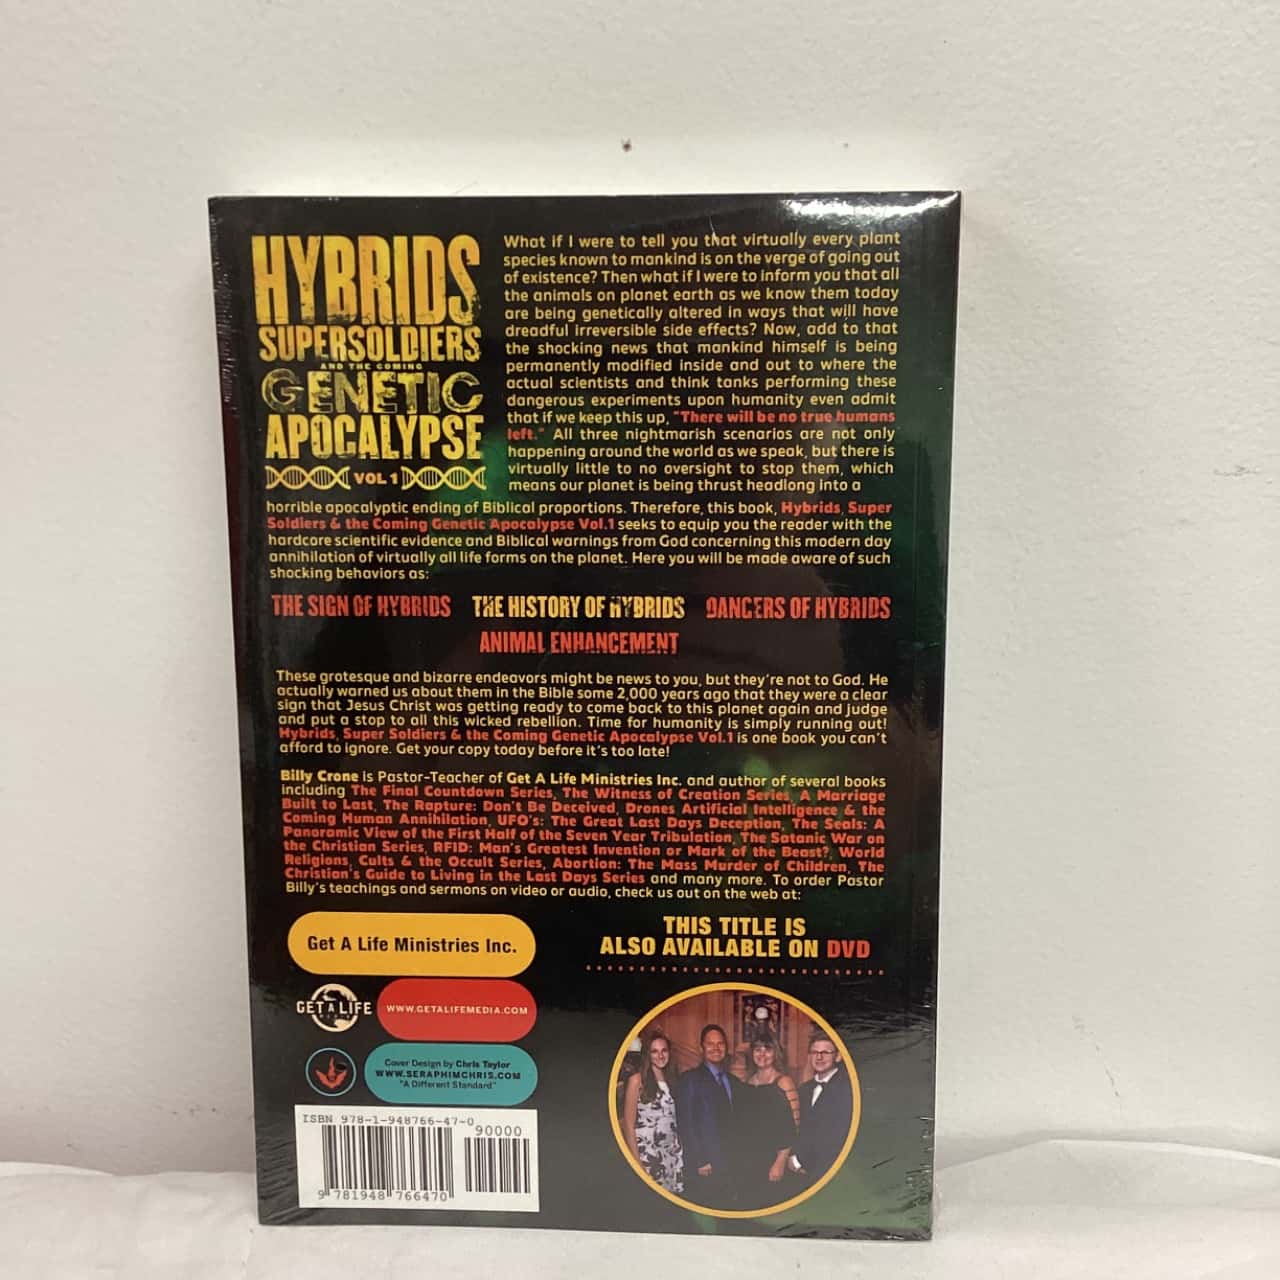 HYBRIDS
SUPERSOLDIERS
AND THE COMING
GENETIC
APOCALYPSE
VOL 1
What if I were to tell you that virtually every plant
species known to mankind is on the verge of going out
of existence? Then what if I were to inform you that all
the animals on planet earth as we know them today
are being genetically altered in ways that will have
dreadful irreversible side effects? Now, add to that
the shocking news that mankind himself is being
permanently modified inside and out to where the
actual scientists and think tanks performing these
dangerous experiments upon humanity even admit
that if we keep this up, "There will be no true humans
left." All three nightmarish scenarios are not only
happening around the world as we speak, but there is
virtually little to no oversight to stop them, which
means our planet is being thrust headlong into a
horrible apocalyptic ending of Biblical proportions. Therefore, this book, Hybrids, Super
Soldiers & the Coming Genetic Apocalypse Vol.1 seeks to equip you the reader with the
hardcore scientific evidence and Biblical warnings from God concerning this modern day
annihilation of virtually all life forms on the planet. Here you will be made aware of such
shocking behaviors as:
THE SIGN OF HYBRIDS THE HISTORY OF HYBRIDS DANGERS OF HYBRIDS
ANIMAL ENHANCEMENT
These grotesque and bizarre endeavors might be news to you, but they're not to God. He
actually warned us about them in the Bible some 2,000 years ago that they were a clear
sign that Jesus Christ was getting ready to come back to this planet again and judge
and put a stop to all this wicked rebellion. Time for humanity is simply running out!
Hybrids, Super Soldiers & the Coming Genetic Apocalypse Vol.1 is one book you can't
afford to ignore. Get your copy today before it's too late!
Billy Crone is Pastor-Teacher of Get A Life Ministries Inc. and author of several books
including The Final Countdown Series, The Witness of Creation Series, A Marriage
Built to Last, The Rapture: Don't Be Deceived, Drones Artificial Intelligence & the
Coming Human Annihilation, UFO's: The Great Last Days Deception, The Seals: A
Panoramic View of the First Half of the Seven Year Tribulation, The Satanic War on
the Christian Series, RFID: Man's Greatest Invention or Mark of the Beast?, World
Religions, Cults & the Occult Series, Abortion: The Mass Murder of Children, The
Christian's Guide to Living in the Last Days Series and many more. To order Pastor
Billy's teachings and sermons on video or audio, check us out on the web at:
Get A Life Ministries Inc.
GET A LIFE
WWW.GETALIFEMEDIA.COM
Cover Design by Chris Taylor
WWW.SERAPHIMCHRIS.COM
"A Different Standard"
THIS TITLE IS
ALSO AVAILABLE ON DVD
ISBN 978-1-948766-47-0
90000
9 781948 766470